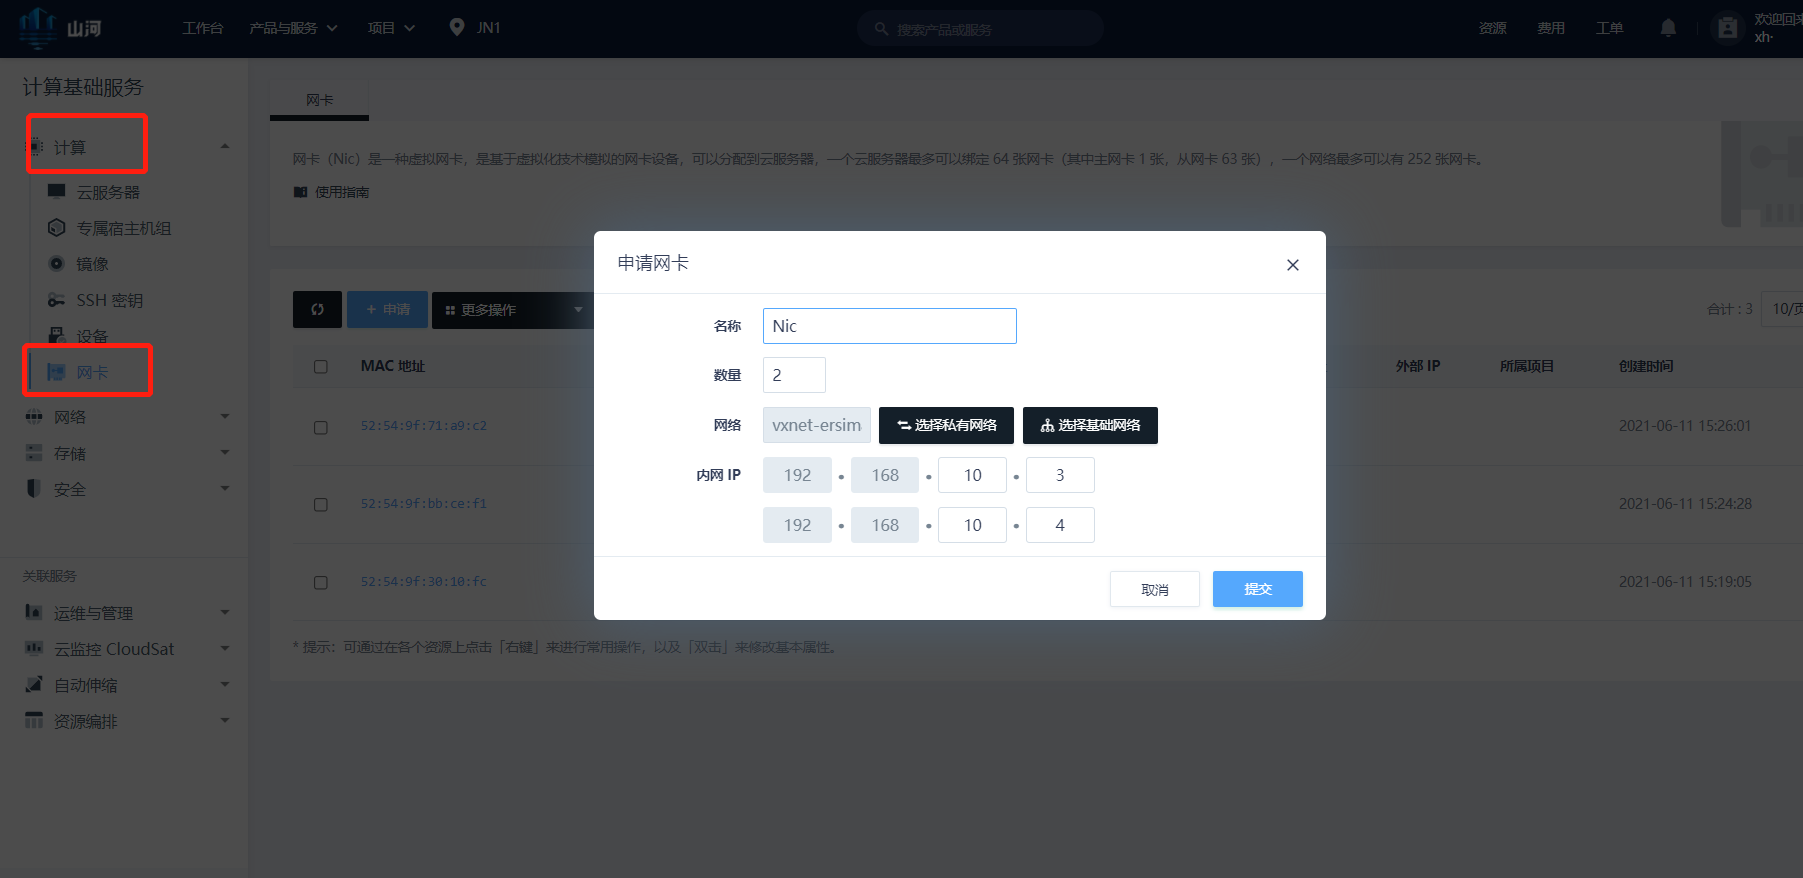 山河 工作台 产品与服务 项目 JN1 搜索产品或服务 资源 费用 工单 欢迎回来
xh·
计算基础服务
计算
云服务器
专属宿主机组
镜像
SSH 密钥
设备
网卡
网络
存储
安全
关联服务
运维与管理
云监控 CloudSat
自动伸缩
资源编排
网卡
网卡（Nic）是一种虚拟网卡，是基于虚拟化技术模拟的网卡设备，可以分配到云服务器，一个云服务器最多可以绑定 64 张网卡（其中主网卡 1 张，从网卡 63 张），一个网络最多可以有 252 张网卡。
使用指南
+ 申请 更多操作 合计 : 3 10/页
MAC 地址 外部 IP 所属项目 创建时间
52:54:9f:71:a9:c2 2021-06-11 15:26:01
52:54:9f:bb:ce:f1 2021-06-11 15:24:28
52:54:9f:30:10:fc 2021-06-11 15:19:05
* 提示：可通过在各个资源上点击「右键」来进行常用操作，以及「双击」来修改基本属性。
申请网卡 ×
名称 Nic
数量 2
网络 vxnet-ersim 选择私有网络 选择基础网络
内网 IP 192 • 168 • 10 • 3
192 • 168 • 10 • 4
取消 提交